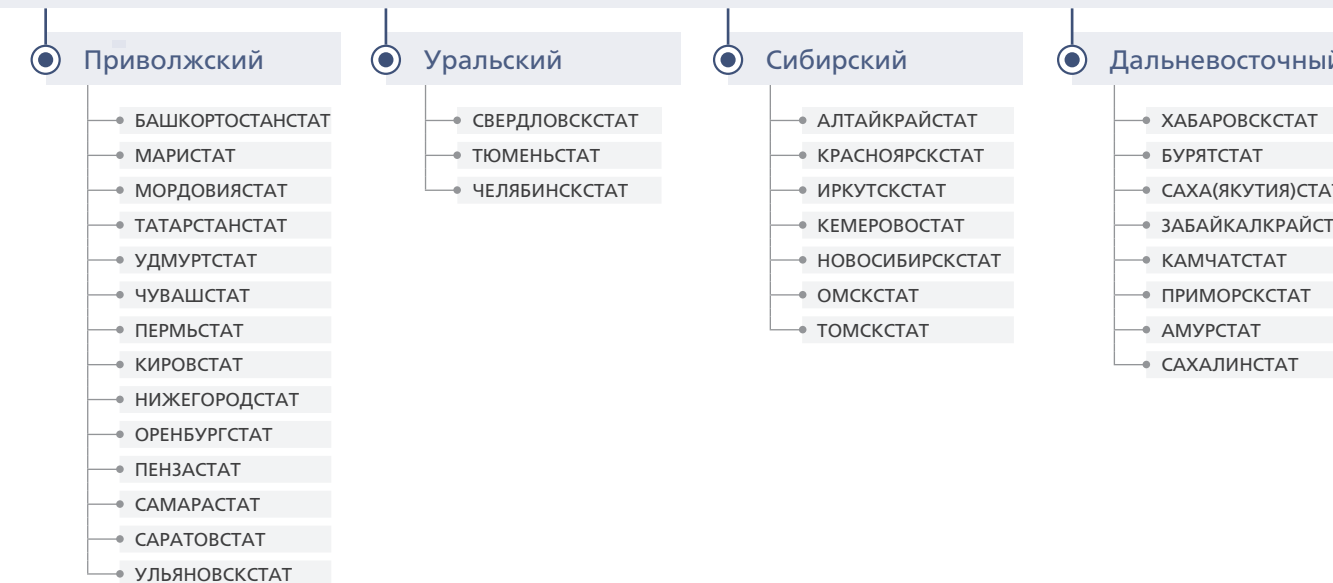 Приволжский
БАШКОРТОСТАНСТАТ
МАРИСТАТ
МОРДОВИЯСТАТ
ТАТАРСТАНСТАТ
УДМУРТСТАТ
ЧУВАШСТАТ
ПЕРМЬСТАТ
КИРОВСТАТ
НИЖЕГОРОДСТАТ
ОРЕНБУРГСТАТ
ПЕНЗАСТАТ
САМАРАСТАТ
САРАТОВСТАТ
УЛЬЯНОВСКСТАТ
Уральский
СВЕРДЛОВСКСТАТ
ТЮМЕНЬСТАТ
ЧЕЛЯБИНСКСТАТ
Сибирский
АЛТАЙКРАЙСТАТ
КРАСНОЯРСКСТАТ
ИРКУТСКСТАТ
КЕМЕРОВОСТАТ
НОВОСИБИРСКСТАТ
ОМСКСТАТ
ТОМСКСТАТ
Дальневосточный
ХАБАРОВСКСТАТ
БУРЯТСТАТ
САХА(ЯКУТИЯ)СТАТ
ЗАБАЙКАЛКРАЙСТ
КАМЧАТСТАТ
ПРИМОРСКСТАТ
АМУРСТАТ
САХАЛИНСТАТ